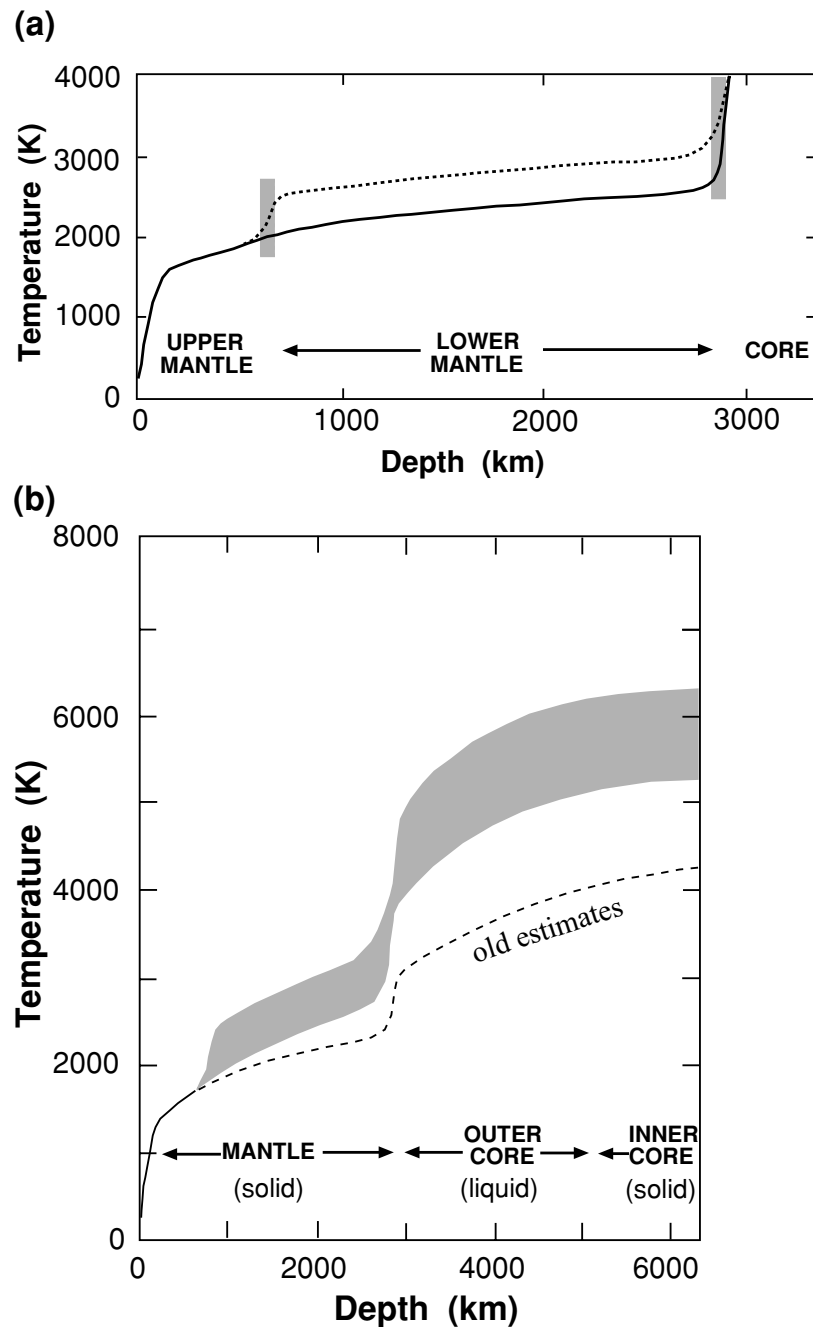 (a)
4000
3000
2000
1000
0
Temperature (K)
UPPER
MANTLE
LOWER
MANTLE
CORE
0
1000
2000
3000
Depth (km)
(b)
8000
6000
4000
2000
0
Temperature (K)
old estimates
MANTLE
(solid)
OUTER
CORE
(liquid)
INNER
CORE
(solid)
0
2000
4000
6000
Depth (km)